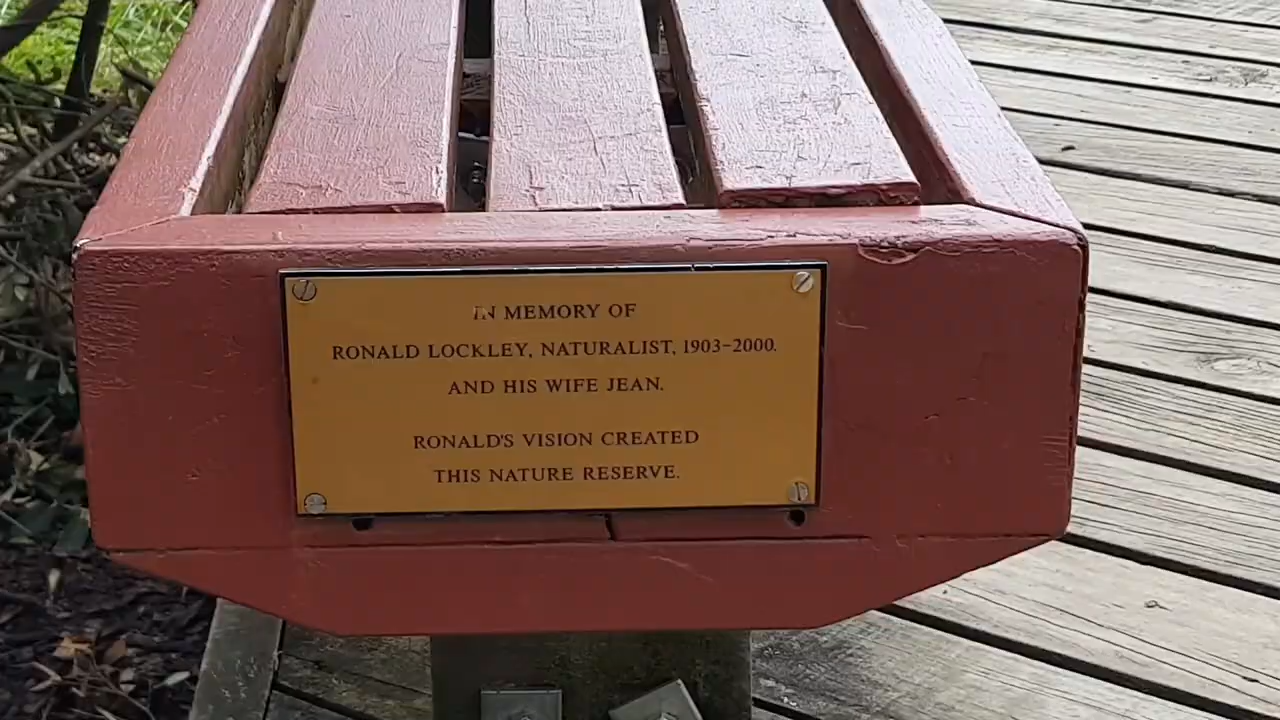 IN MEMORY OF
RONALD LOCKLEY, NATURALIST, 1903-2000.
AND HIS WIFE JEAN.
RONALD'S VISION CREATED
THIS NATURE RESERVE.